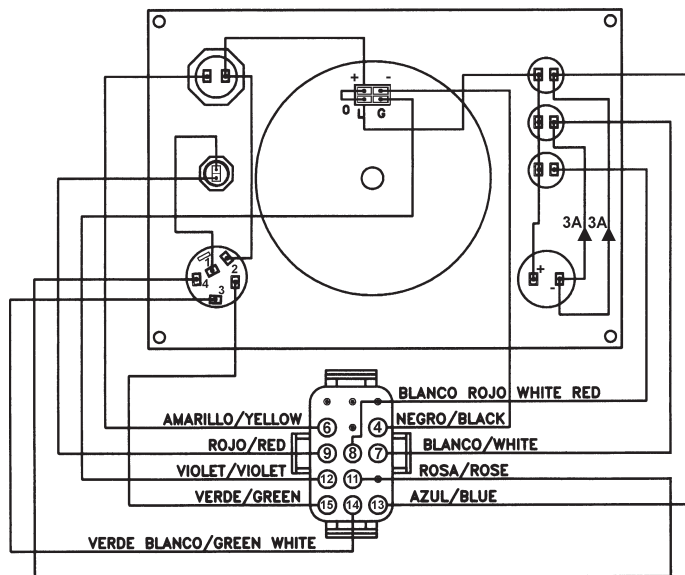 + -
O L G
3A 3A
1
2
4
3
+
-
BLANCO ROJO WHITE RED
AMARILLO/YELLOW 6 4 NEGRO/BLACK
ROJO/RED 9 8 7 BLANCO/WHITE
VIOLET/VIOLET 12 11 ROSA/ROSE
VERDE/GREEN 15 14 13 AZUL/BLUE
VERDE BLANCO/GREEN WHITE